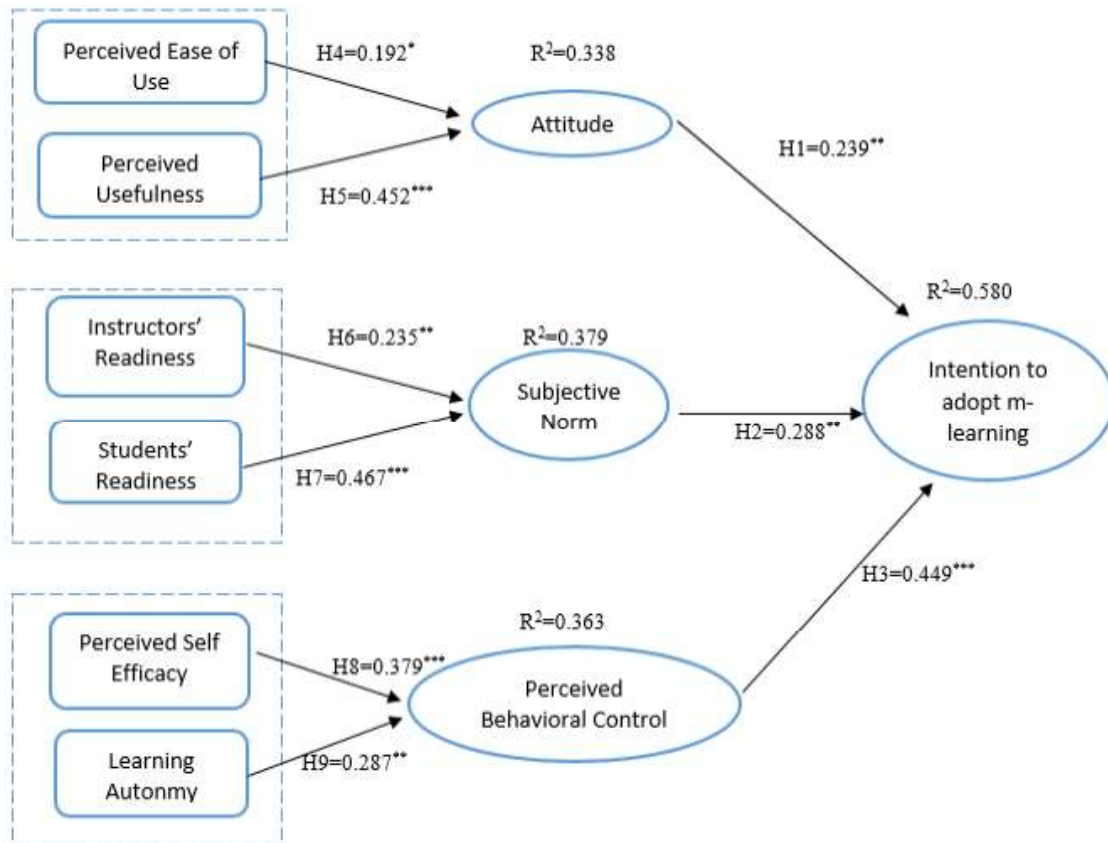 Perceived Ease of
Use
H4=0.192*
R²=0.338
Attitude
Perceived
Usefulness
H5=0.452***
H1=0.239**
Instructors’
Readiness
H6=0.235**
R²=0.379
Subjective
Norm
Students’
Readiness
H7=0.467***
H2=0.288**
R²=0.580
Intention to
adopt m-
learning
H3=0.449***
Perceived Self
Efficacy
H8=0.379***
R²=0.363
Perceived
Behavioral Control
Learning
Autonmy
H9=0.287**